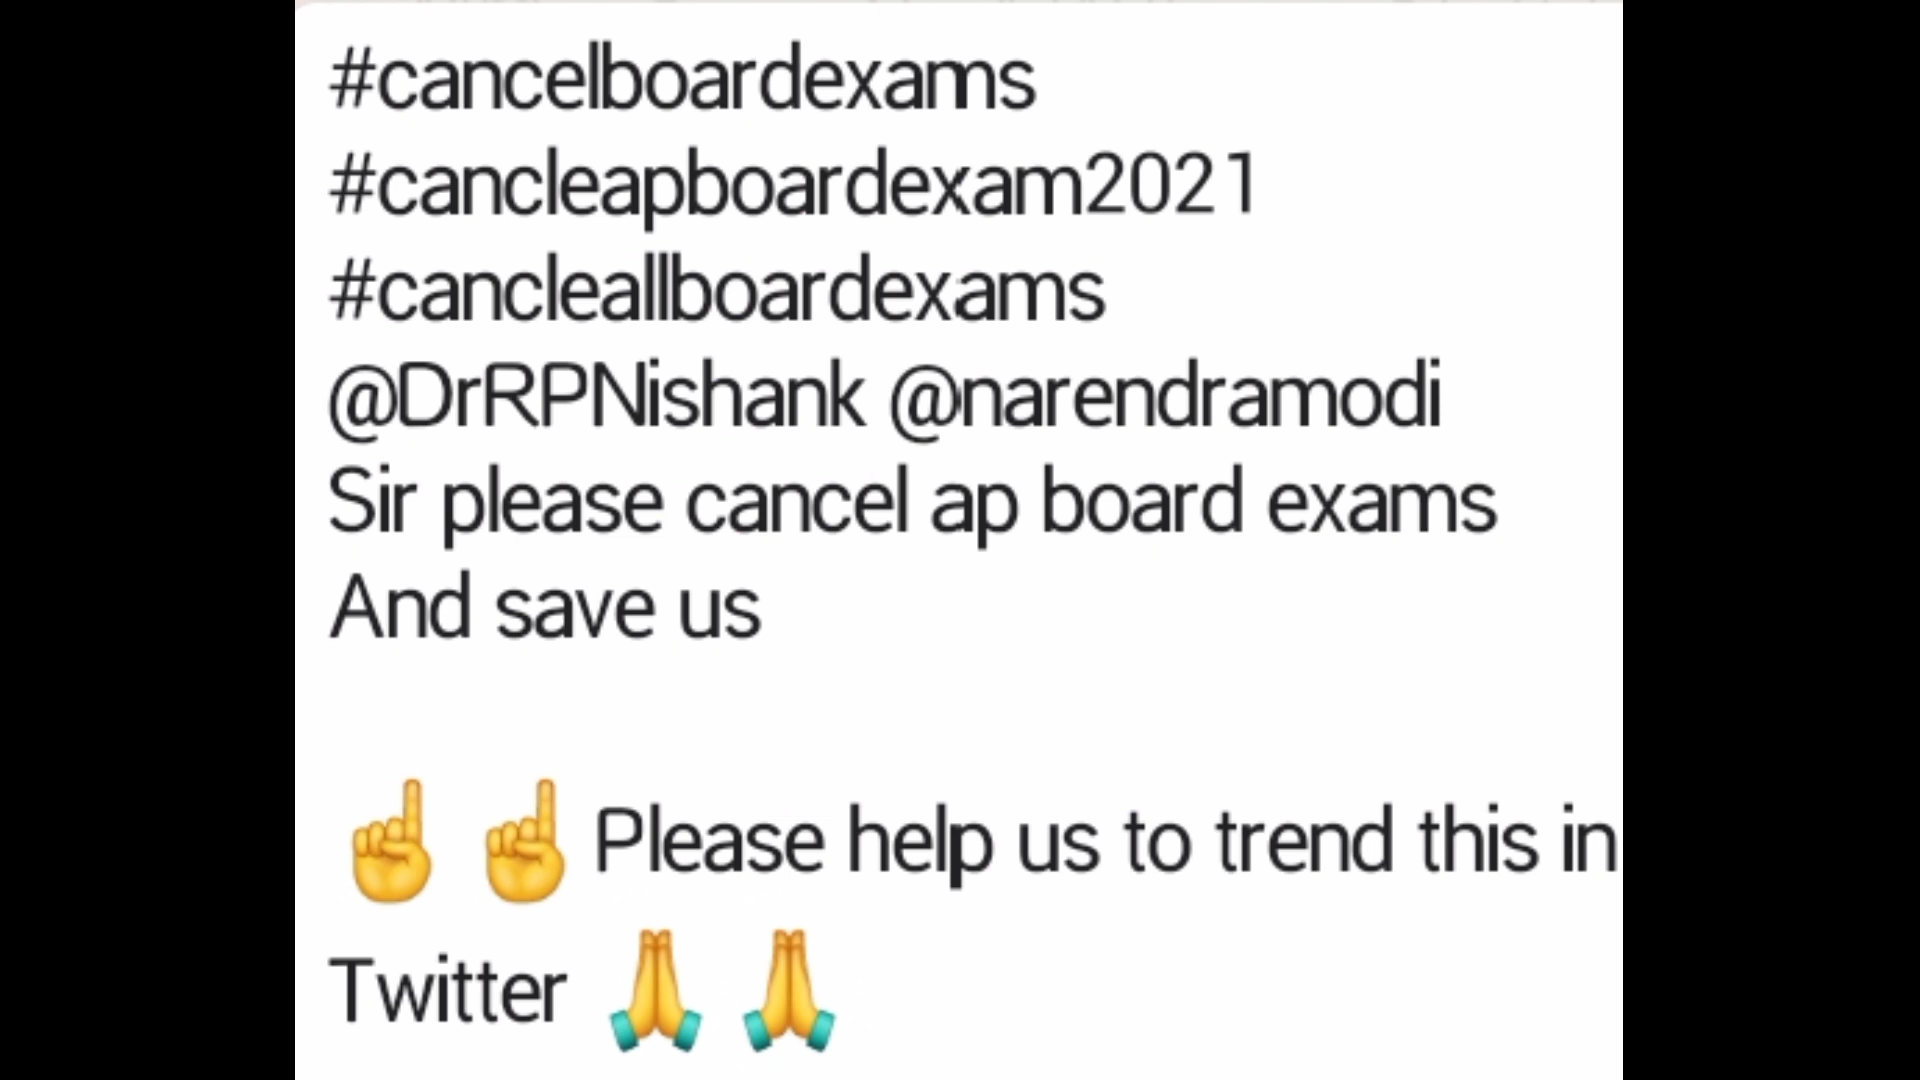 #cancelboardexams
#cancleapboardexam2021
#cancleallboardexams
@DrRPNishank @narendramodi
Sir please cancel ap board exams
And save us
☝️☝️Please help us to trend this in
Twitter 🙏🙏